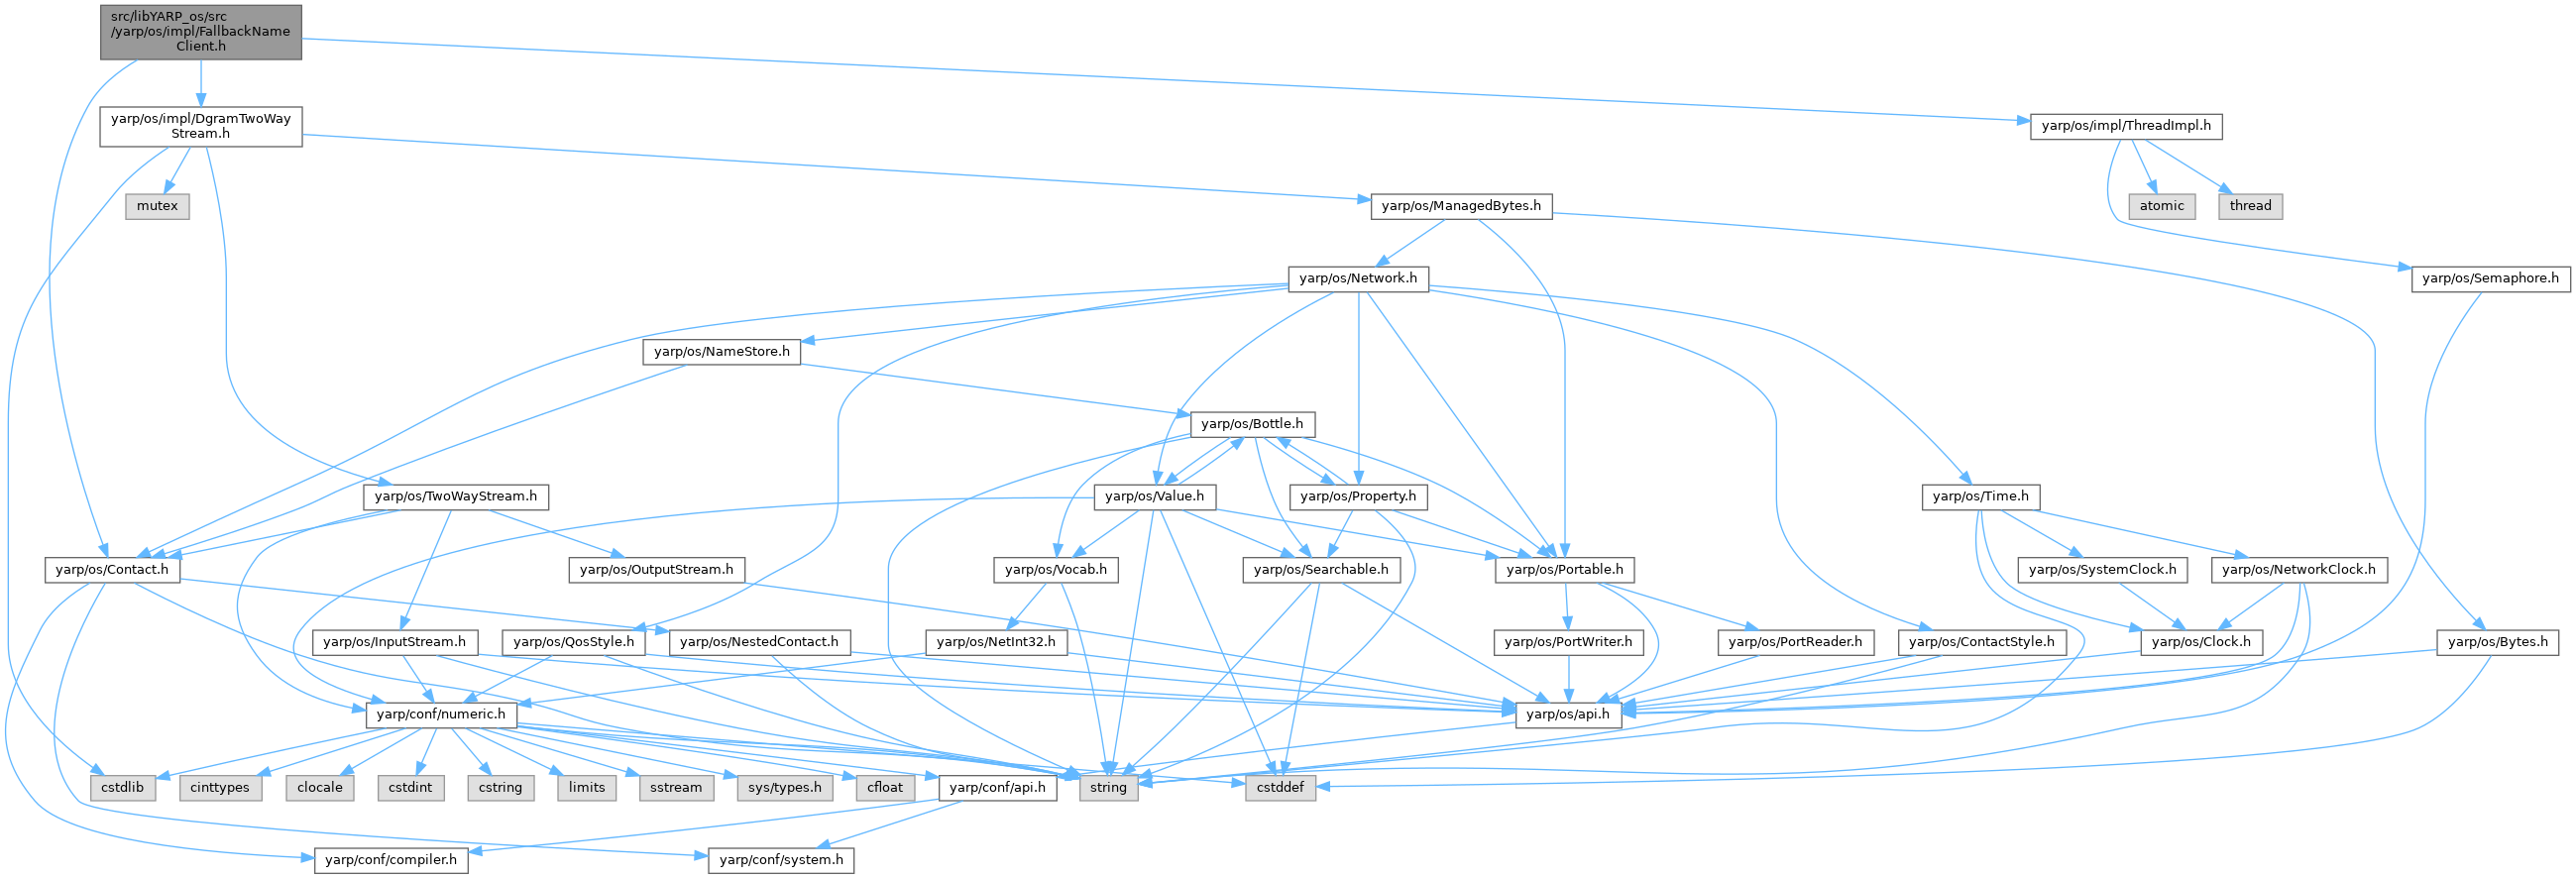 src/libYARP_os/src
/yarp/os/impl/FallbackName
Client.h
yarp/os/impl/DgramTwoWay
Stream.h
yarp/os/impl/ThreadImpl.h
mutex
yarp/os/ManagedBytes.h
atomic
thread
yarp/os/Network.h
yarp/os/Semaphore.h
yarp/os/NameStore.h
yarp/os/Bottle.h
yarp/os/TwoWayStream.h
yarp/os/Value.h
yarp/os/Property.h
yarp/os/Time.h
yarp/os/Contact.h
yarp/os/OutputStream.h
yarp/os/Vocab.h
yarp/os/Searchable.h
yarp/os/Portable.h
yarp/os/SystemClock.h
yarp/os/NetworkClock.h
yarp/os/InputStream.h
yarp/os/QosStyle.h
yarp/os/NestedContact.h
yarp/os/NetInt32.h
yarp/os/PortWriter.h
yarp/os/PortReader.h
yarp/os/ContactStyle.h
yarp/os/Clock.h
yarp/os/Bytes.h
yarp/conf/numeric.h
yarp/os/api.h
cstdlib
cinttypes
clocale
cstdint
cstring
limits
sstream
sys/types.h
cfloat
yarp/conf/api.h
string
cstddef
yarp/conf/compiler.h
yarp/conf/system.h